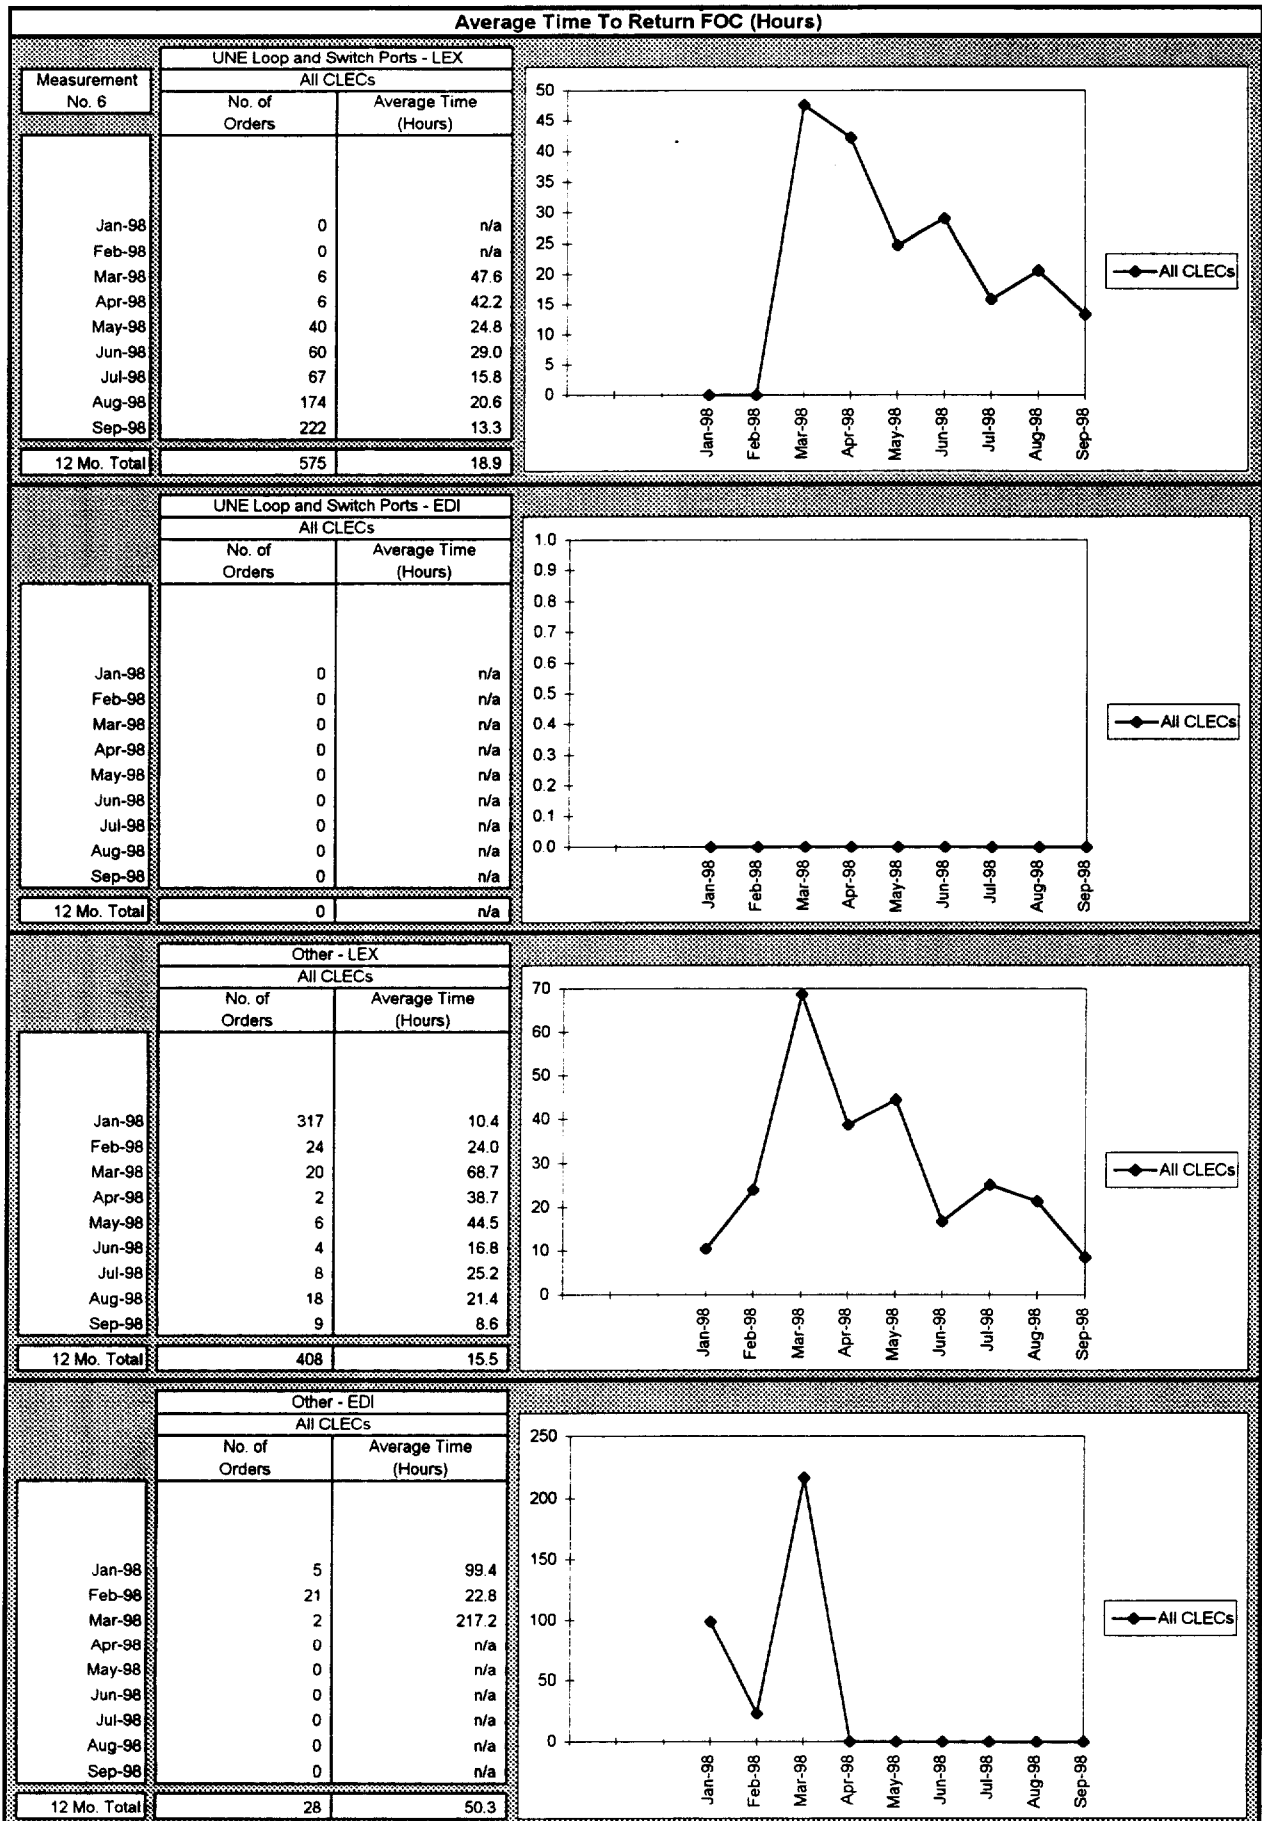 Average Time To Return FOC (Hours)
Measurement
No. 6
UNE Loop and Switch Ports - LEX
All CLECs
No. of Orders Average Time (Hours)
Jan-98 0 n/a
Feb-98 0 n/a
Mar-98 6 47.6
Apr-98 6 42.2
May-98 40 24.8
Jun-98 60 29.0
Jul-98 67 15.8
Aug-98 174 20.6
Sep-98 222 13.3
12 Mo. Total 575 18.9
50
45
40
35
30
25
20
15
10
5
0
Jan-98 Feb-98 Mar-98 Apr-98 May-98 Jun-98 Jul-98 Aug-98 Sep-98
All CLECs
UNE Loop and Switch Ports - EDI
All CLECs
No. of Orders Average Time (Hours)
Jan-98 0 n/a
Feb-98 0 n/a
Mar-98 0 n/a
Apr-98 0 n/a
May-98 0 n/a
Jun-98 0 n/a
Jul-98 0 n/a
Aug-98 0 n/a
Sep-98 0 n/a
12 Mo. Total 0 n/a
1.0
0.9
0.8
0.7
0.6
0.5
0.4
0.3
0.2
0.1
0.0
Jan-98 Feb-98 Mar-98 Apr-98 May-98 Jun-98 Jul-98 Aug-98 Sep-98
All CLECs
Other - LEX
All CLECs
No. of Orders Average Time (Hours)
Jan-98 317 10.4
Feb-98 24 24.0
Mar-98 20 68.7
Apr-98 2 38.7
May-98 6 44.5
Jun-98 4 16.8
Jul-98 8 25.2
Aug-98 18 21.4
Sep-98 9 8.6
12 Mo. Total 408 15.5
70
60
50
40
30
20
10
0
Jan-98 Feb-98 Mar-98 Apr-98 May-98 Jun-98 Jul-98 Aug-98 Sep-98
All CLECs
Other - EDI
All CLECs
No. of Orders Average Time (Hours)
Jan-98 5 99.4
Feb-98 21 22.8
Mar-98 2 217.2
Apr-98 0 n/a
May-98 0 n/a
Jun-98 0 n/a
Jul-98 0 n/a
Aug-98 0 n/a
Sep-98 0 n/a
12 Mo. Total 28 50.3
250
200
150
100
50
0
Jan-98 Feb-98 Mar-98 Apr-98 May-98 Jun-98 Jul-98 Aug-98 Sep-98
All CLECs